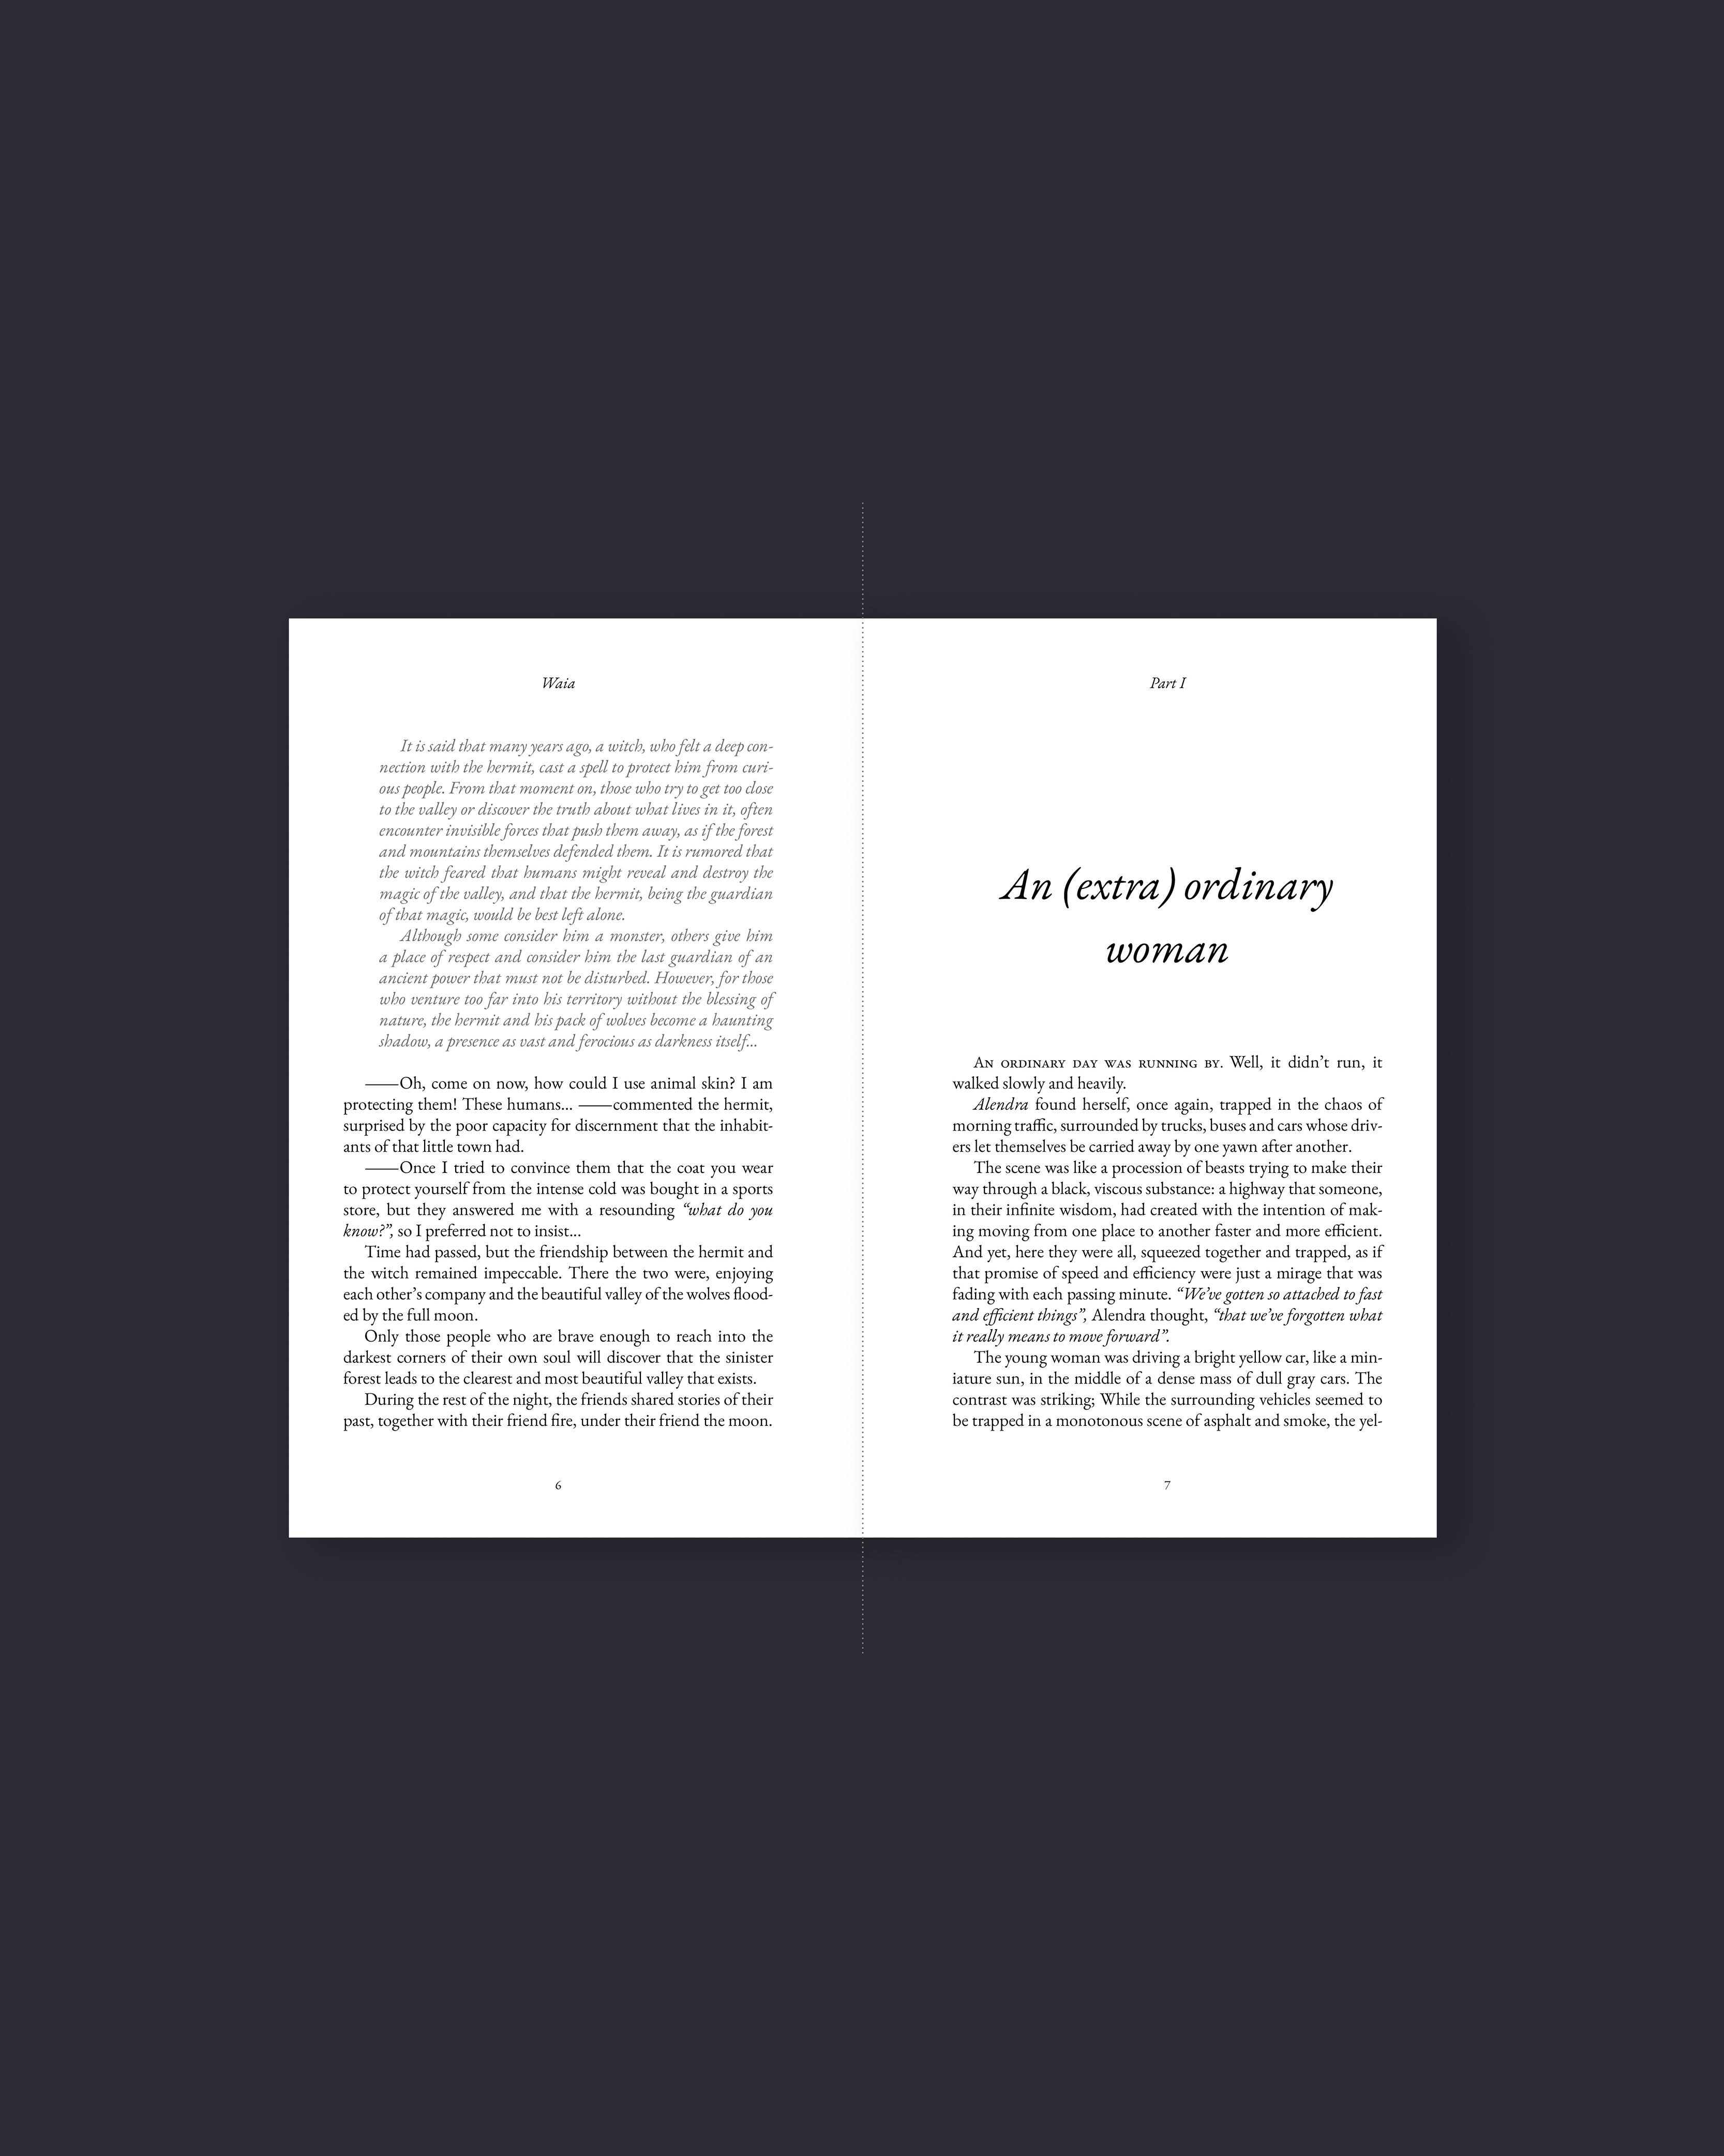 Waia
It is said that many years ago, a witch, who felt a deep con-
nection with the hermit, cast a spell to protect him from curi-
ous people. From that moment on, those who try to get too close
to the valley or discover the truth about what lives in it, often
encounter invisible forces that push them away, as if the forest
and mountains themselves defended them. It is rumored that
the witch feared that humans might reveal and destroy the
magic of the valley, and that the hermit, being the guardian
of that magic, would be best left alone.
Although some consider him a monster, others give him
a place of respect and consider him the last guardian of an
ancient power that must not be disturbed. However, for those
who venture too far into his territory without the blessing of
nature, the hermit and his pack of wolves become a haunting
shadow, a presence as vast and ferocious as darkness itself...
——Oh, come on now, how could I use animal skin? I am
protecting them! These humans... ——commented the hermit,
surprised by the poor capacity for discernment that the inhabit-
ants of that little town had.
——Once I tried to convince them that the coat you wear
to protect yourself from the intense cold was bought in a sports
store, but they answered me with a resounding “what do you
know?”, so I preferred not to insist...
Time had passed, but the friendship between the hermit and
the witch remained impeccable. There the two were, enjoying
each other’s company and the beautiful valley of the wolves flood-
ed by the full moon.
Only those people who are brave enough to reach into the
darkest corners of their own soul will discover that the sinister
forest leads to the clearest and most beautiful valley that exists.
During the rest of the night, the friends shared stories of their
past, together with their friend fire, under their friend the moon.
6
Part I
An (extra) ordinary
woman
An ordinary day was running by. Well, it didn’t run, it
walked slowly and heavily.
Alendra found herself, once again, trapped in the chaos of
morning traffic, surrounded by trucks, buses and cars whose driv-
ers let themselves be carried away by one yawn after another.
The scene was like a procession of beasts trying to make their
way through a black, viscous substance: a highway that someone,
in their infinite wisdom, had created with the intention of mak-
ing moving from one place to another faster and more efficient.
And yet, here they were all, squeezed together and trapped, as if
that promise of speed and efficiency were just a mirage that was
fading with each passing minute. “We’ve gotten so attached to fast
and efficient things”, Alendra thought, “that we’ve forgotten what
it really means to move forward”.
The young woman was driving a bright yellow car, like a min-
iature sun, in the middle of a dense mass of dull gray cars. The
contrast was striking; While the surrounding vehicles seemed to
be trapped in a monotonous scene of asphalt and smoke, the yel-
7